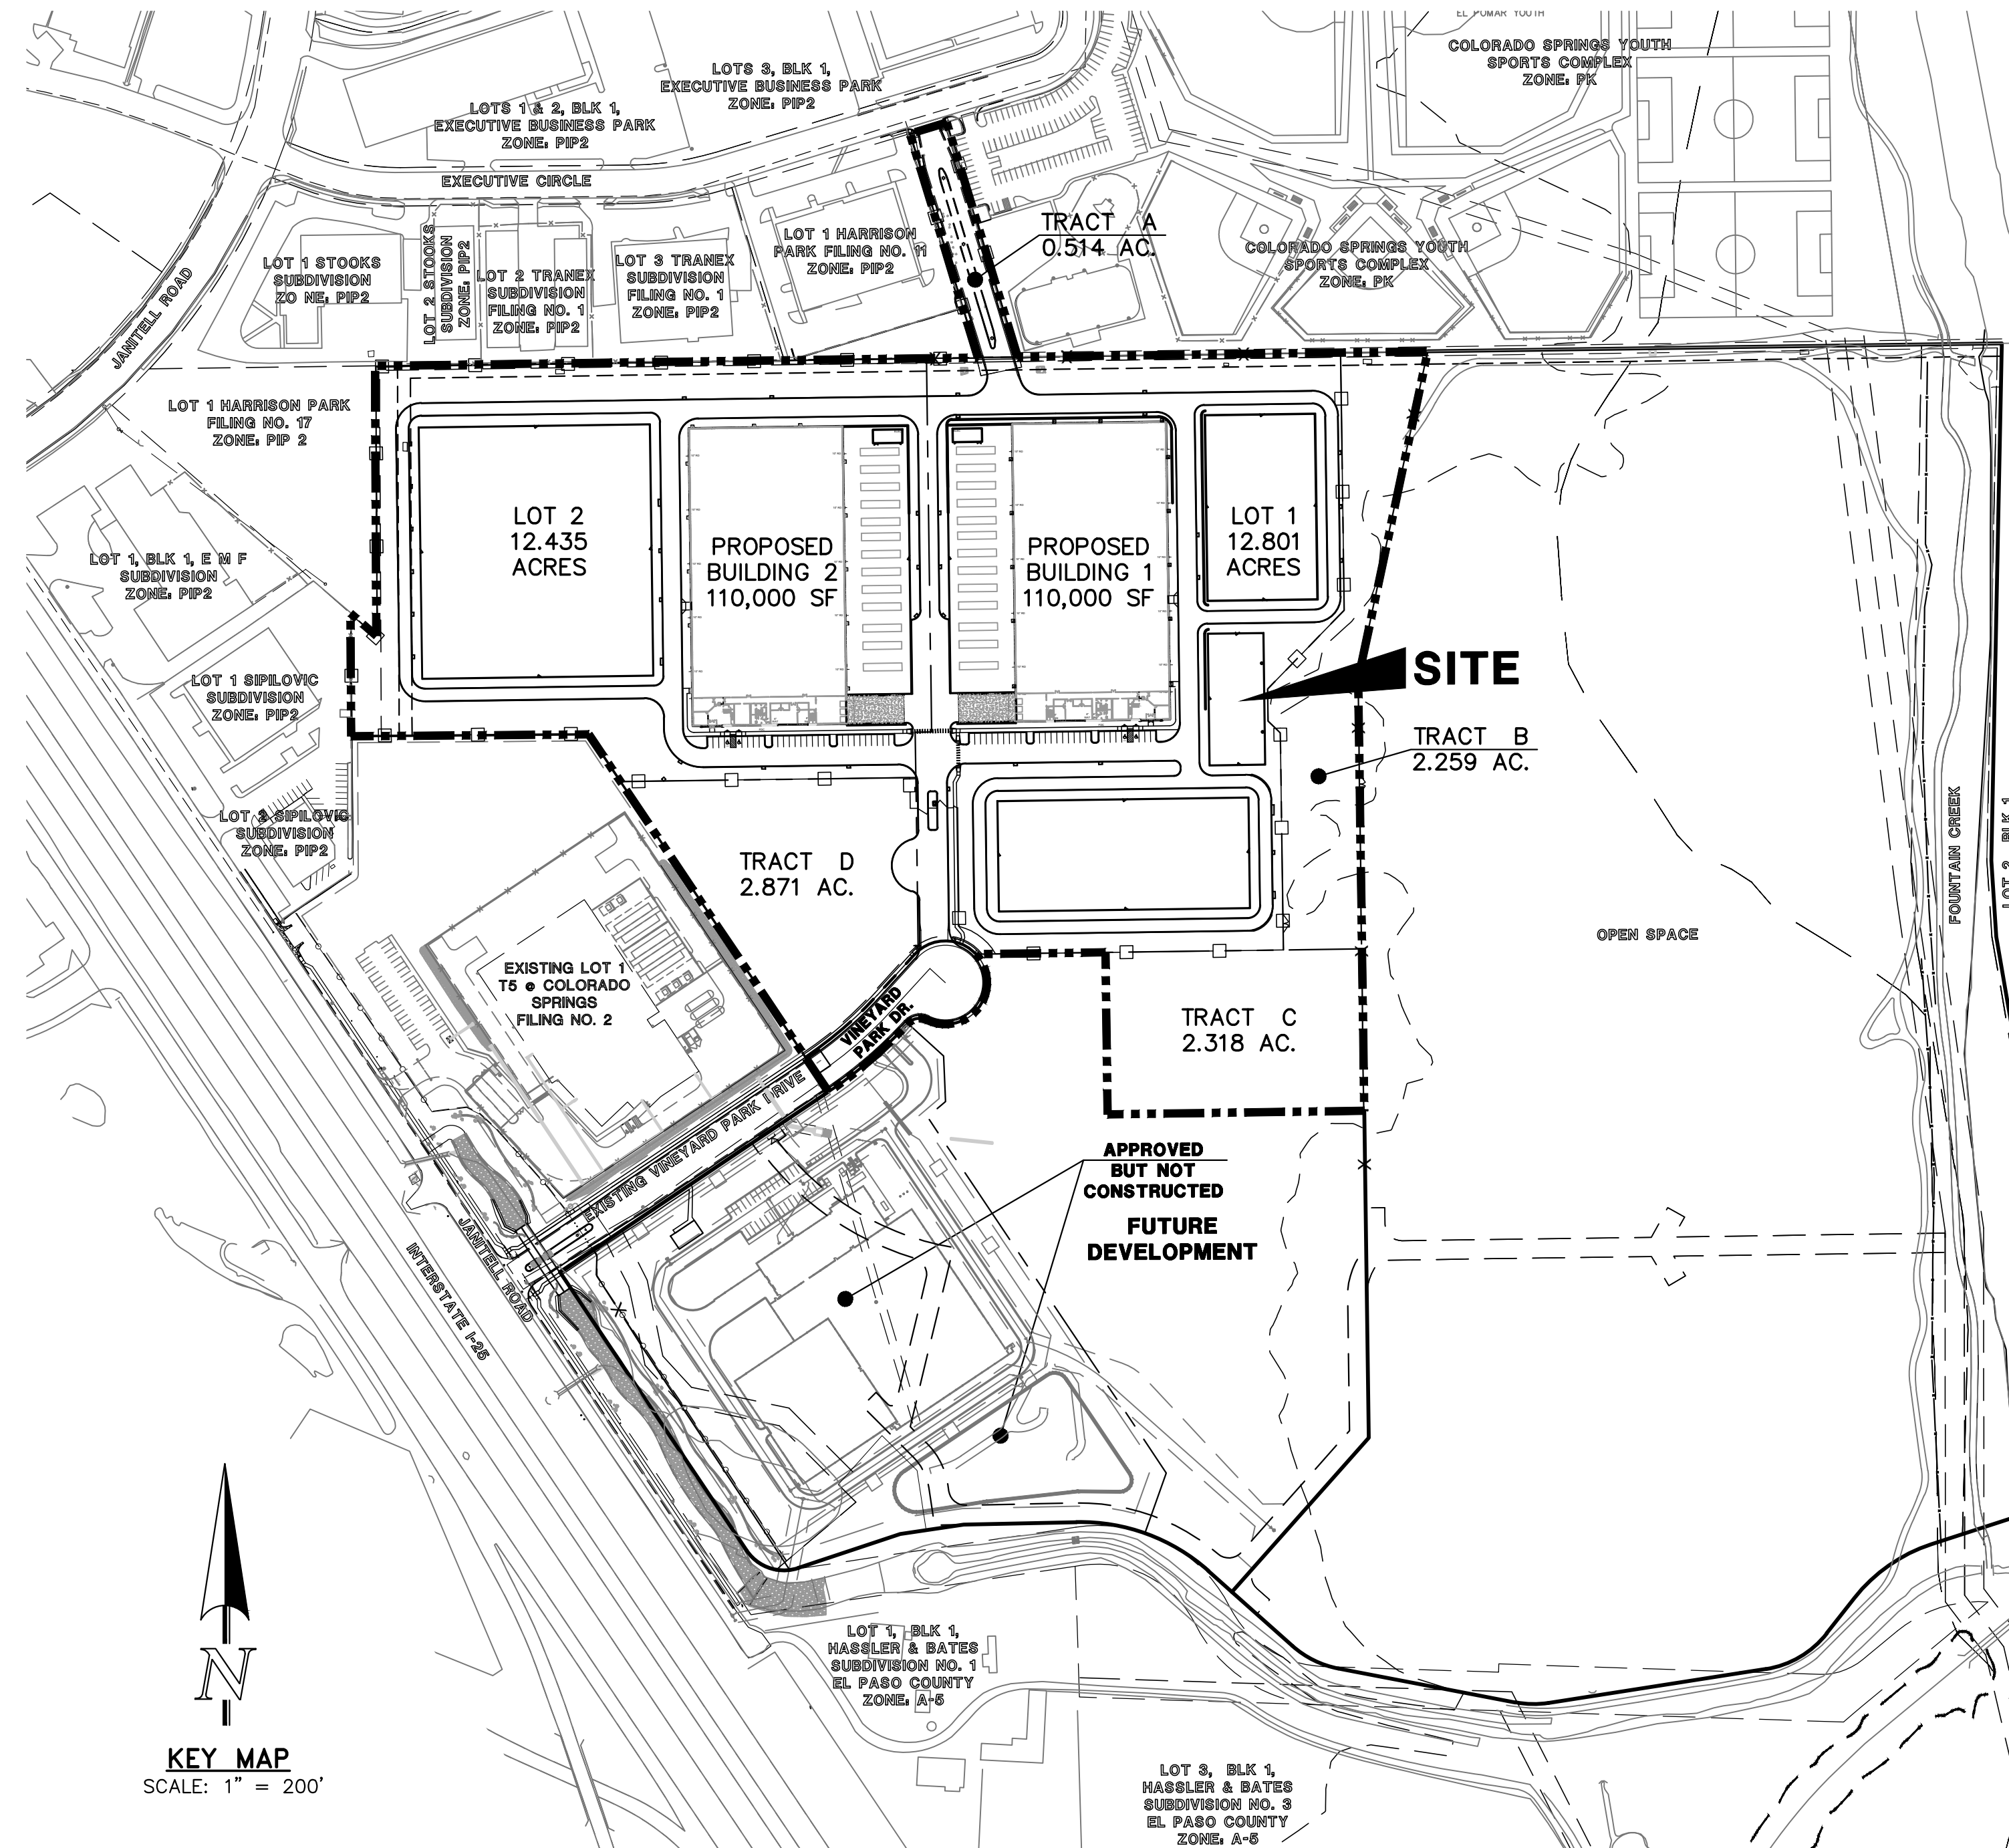 EL POMAR YOUTH
COLORADO SPRINGS YOUTH
SPORTS COMPLEX
ZONE: PK
LOTS 3, BLK 1,
EXECUTIVE BUSINESS PARK
ZONE: PIP2
LOTS 1 & 2, BLK 1,
EXECUTIVE BUSINESS PARK
ZONE: PIP2
EXECUTIVE CIRCLE
JANITELL ROAD
LOT 1 STOOKS
SUBDIVISION
ZO NE: PIP2
LOT 2 STOOKS
SUBDIVISION
ZONE: PIP2
LOT 2 TRANEX
SUBDIVISION
FILING NO. 1
ZONE: PIP2
LOT 3 TRANEX
SUBDIVISION
FILING NO. 1
ZONE: PIP2
LOT 1 HARRISON
PARK FILING NO. 11
ZONE: PIP2
TRACT A
0.514 AC.
COLORADO SPRINGS YOUTH
SPORTS COMPLEX
ZONE: PK
LOT 1 HARRISON PARK
FILING NO. 17
ZONE: PIP 2
LOT 1, BLK 1, E M F
SUBDIVISION
ZONE: PIP2
LOT 2
12.435
ACRES
PROPOSED
BUILDING 2
110,000 SF
PROPOSED
BUILDING 1
110,000 SF
LOT 1
12.801
ACRES
SITE
LOT 1 SIPILOVIC
SUBDIVISION
ZONE: PIP2
TRACT B
2.259 AC.
LOT 2 SIPILOVIC
SUBDIVISION
ZONE: PIP2
TRACT D
2.871 AC.
FOUNTAIN CREEK
LOT 2, BLK 1
OPEN SPACE
EXISTING LOT 1
T5 @ COLORADO
SPRINGS
FILING NO. 2
VINEYARD
PARK DR.
TRACT C
2.318 AC.
EXISTING VINEYARD PARK DRIVE
APPROVED
BUT NOT
CONSTRUCTED
FUTURE
DEVELOPMENT
JANITELL ROAD
INTERSTATE I-25
LOT 1, BLK 1,
HASSLER & BATES
SUBDIVISION NO. 1
EL PASO COUNTY
ZONE: A-5
N
KEY MAP
SCALE: 1" = 200'
LOT 3, BLK 1,
HASSLER & BATES
SUBDIVISION NO. 3
EL PASO COUNTY
ZONE: A-5